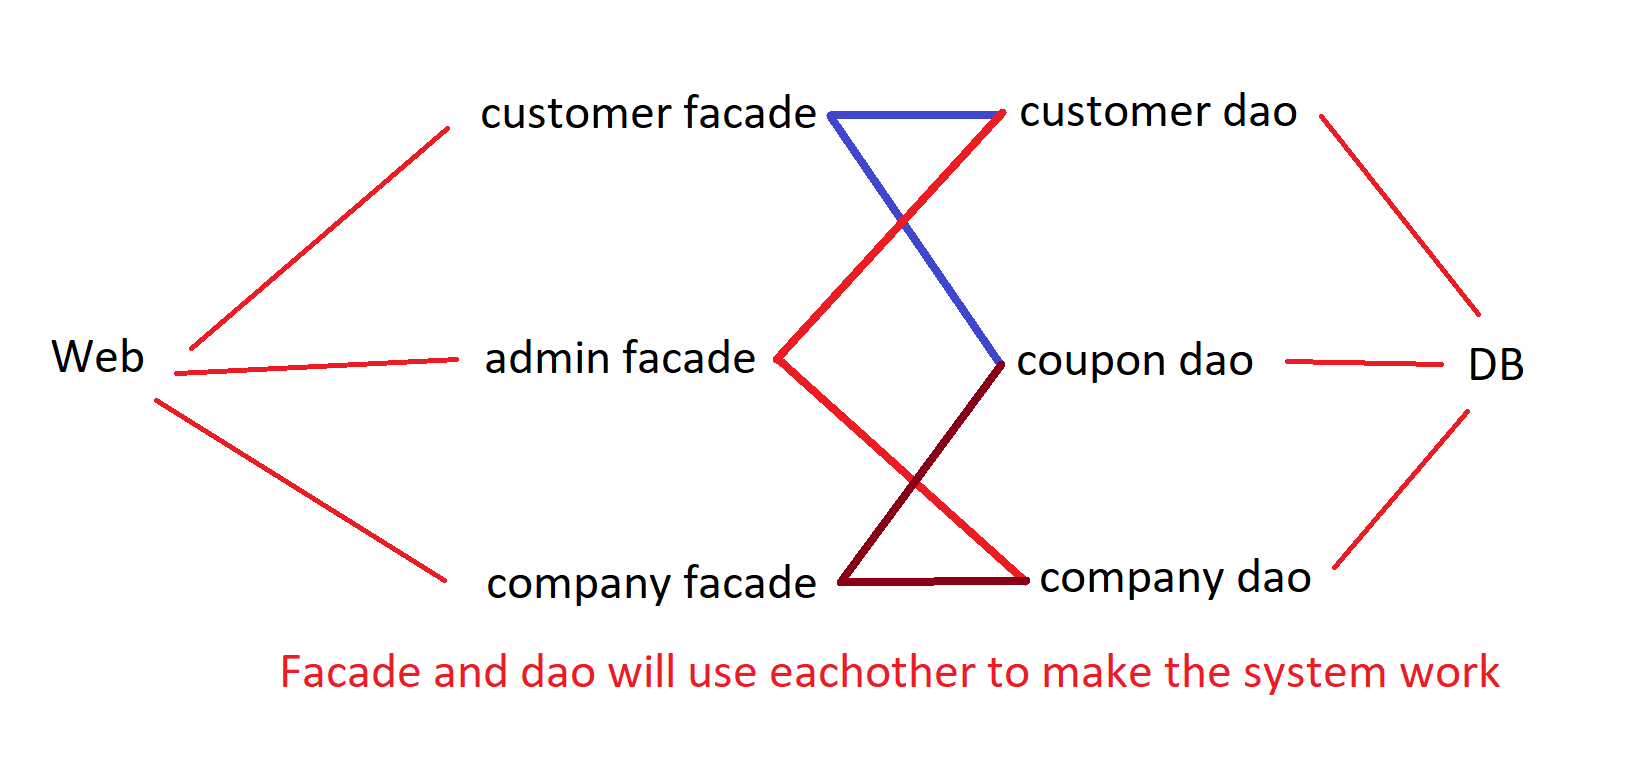 customer facade
customer dao
Web
admin facade
coupon dao
DB
company facade
company dao
Facade and dao will use eachother to make the system work